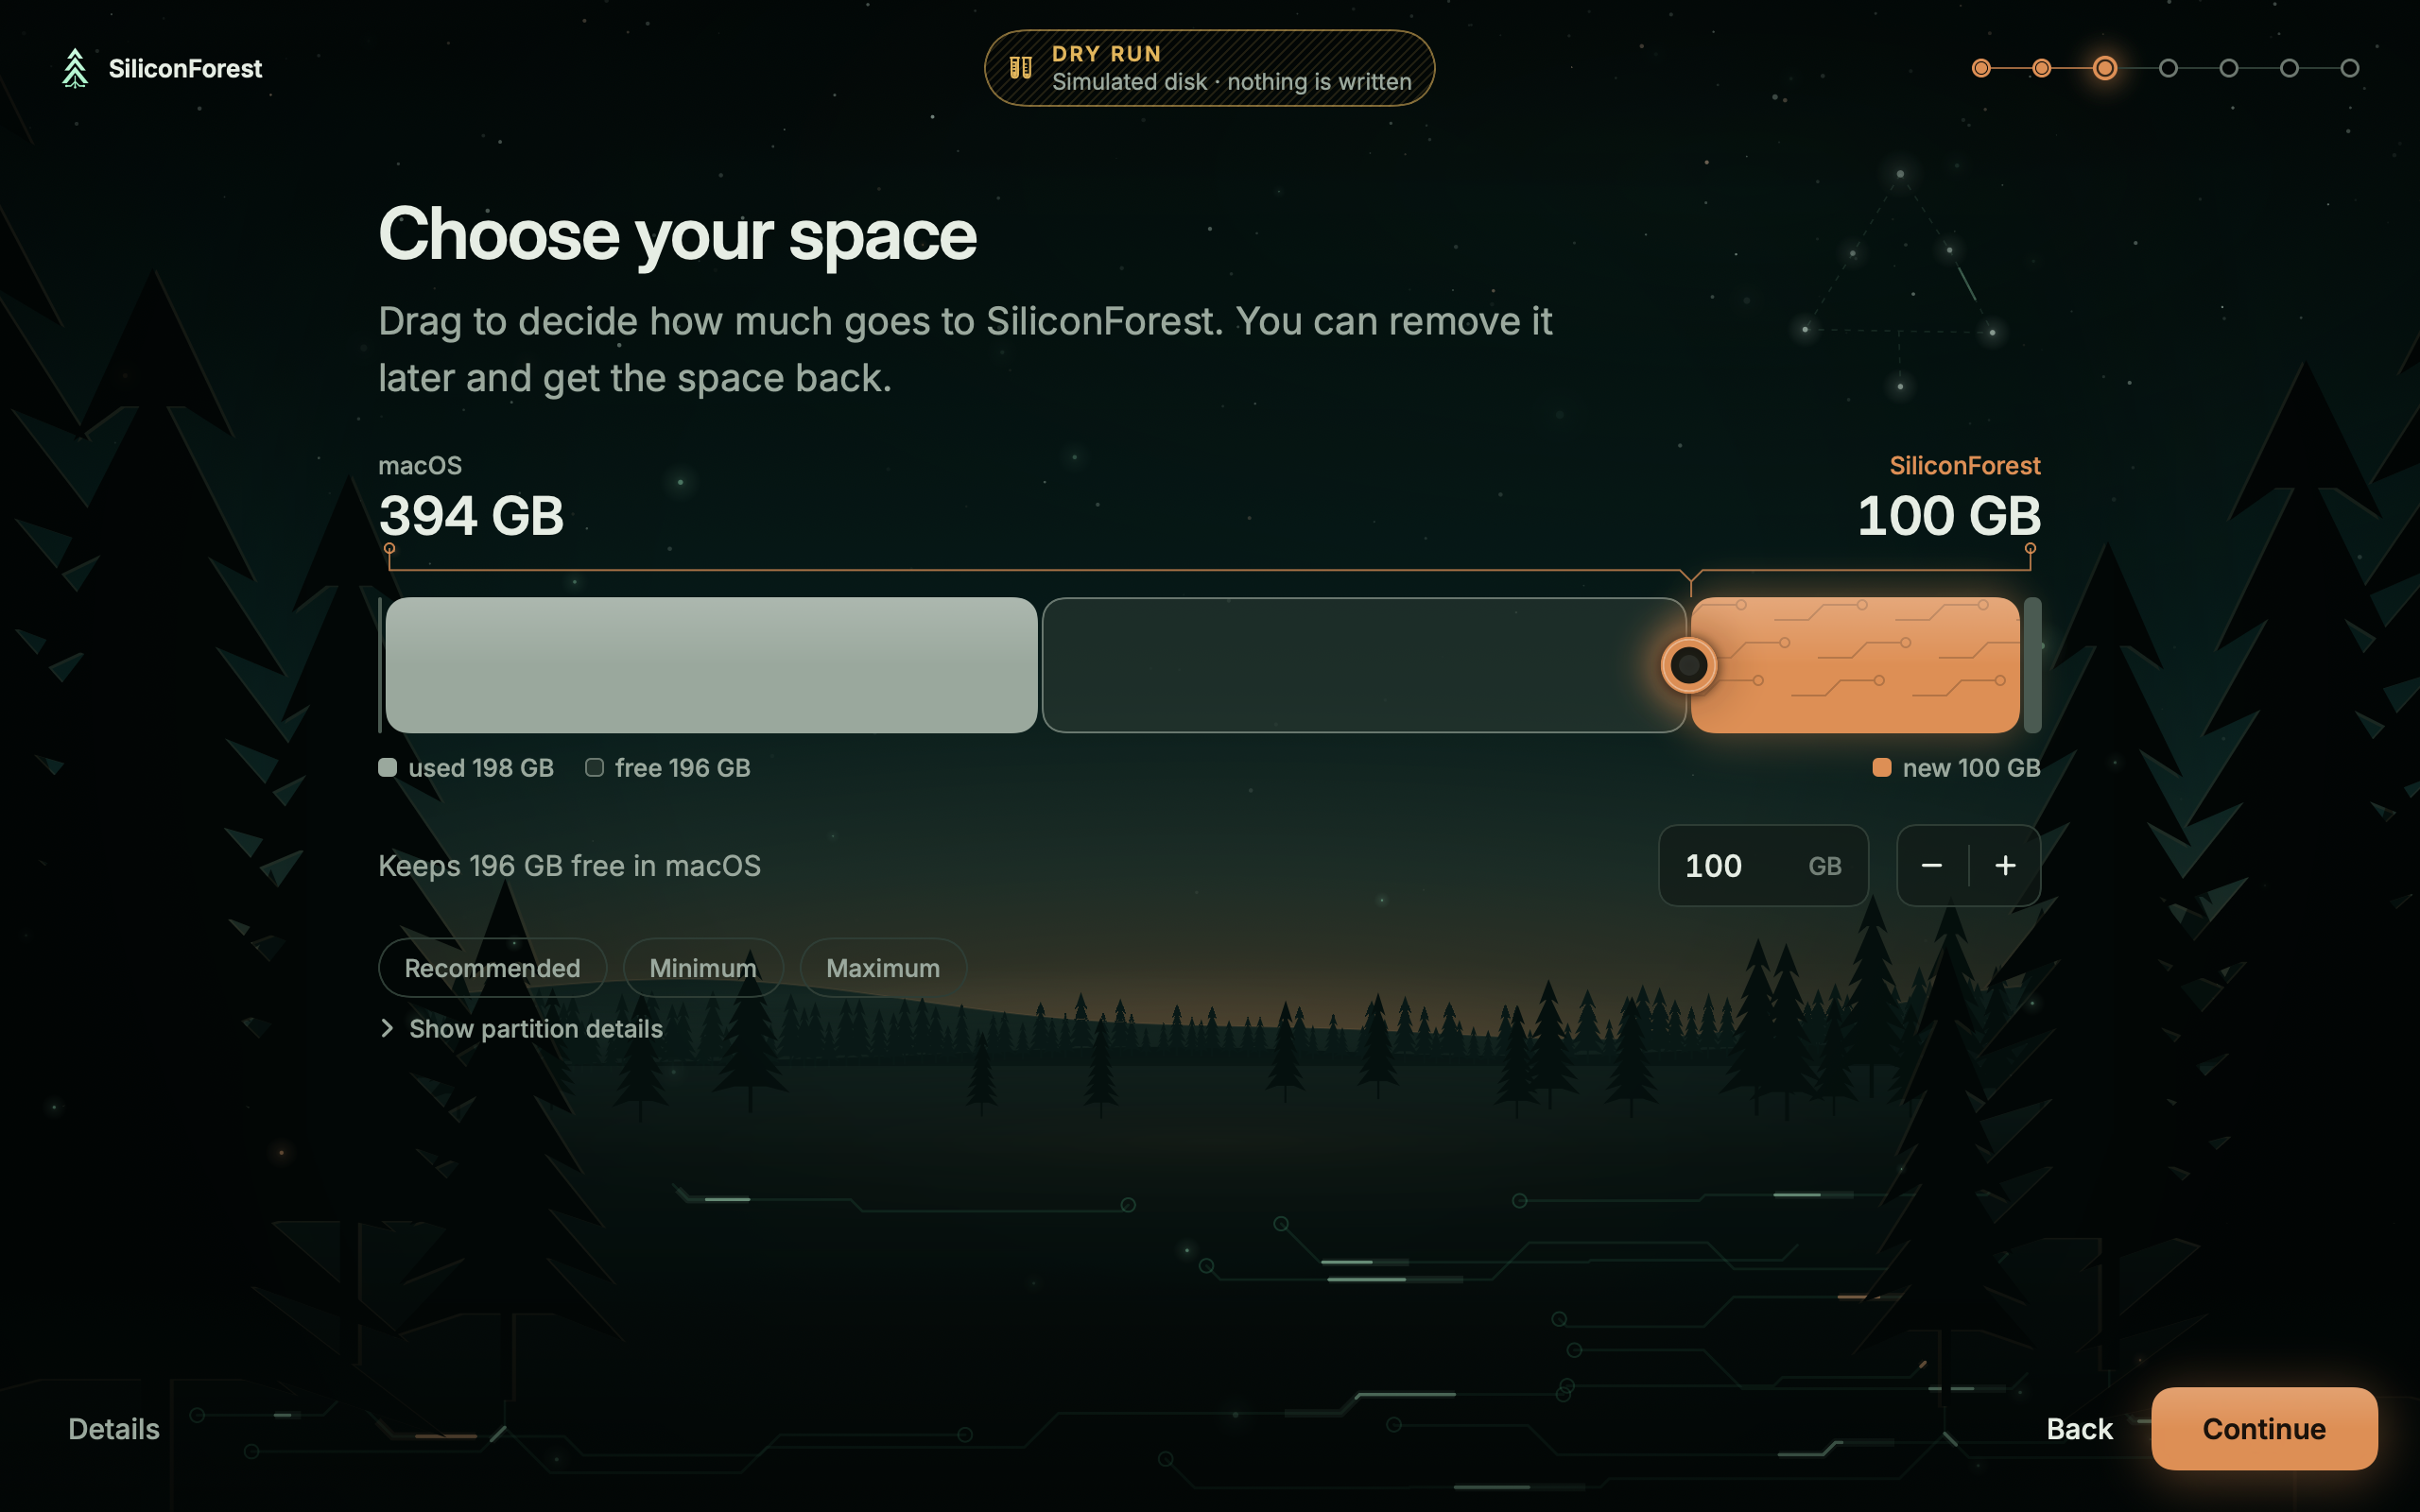 SiliconForest
DRY RUN
Simulated disk · nothing is written
Choose your space
Drag to decide how much goes to SiliconForest. You can remove it
later and get the space back.
macOS
SiliconForest
394 GB
100 GB
used 198 GB
free 196 GB
new 100 GB
Keeps 196 GB free in macOS
100 GB
− +
Recommended
Minimum
Maximum
Show partition details
Details
Back
Continue